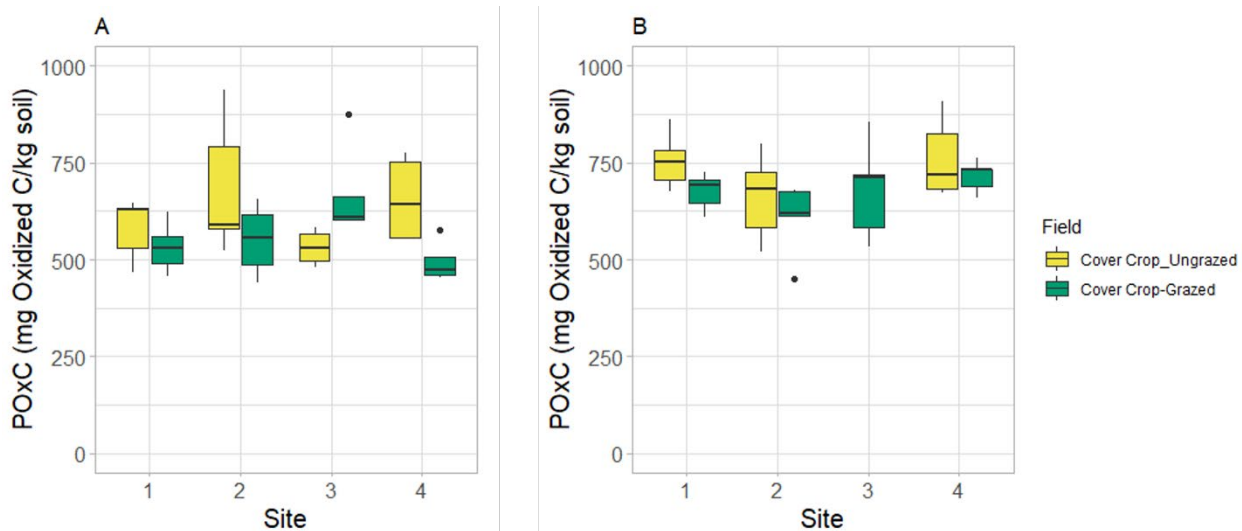 A
POxC (mg Oxidized C/kg soil)
1000
750
500
250
0
1 2 3 4
Site
B
POxC (mg Oxidized C/kg soil)
1000
750
500
250
0
1 2 3 4
Site
Field
Cover Crop_Ungrazed
Cover Crop-Grazed